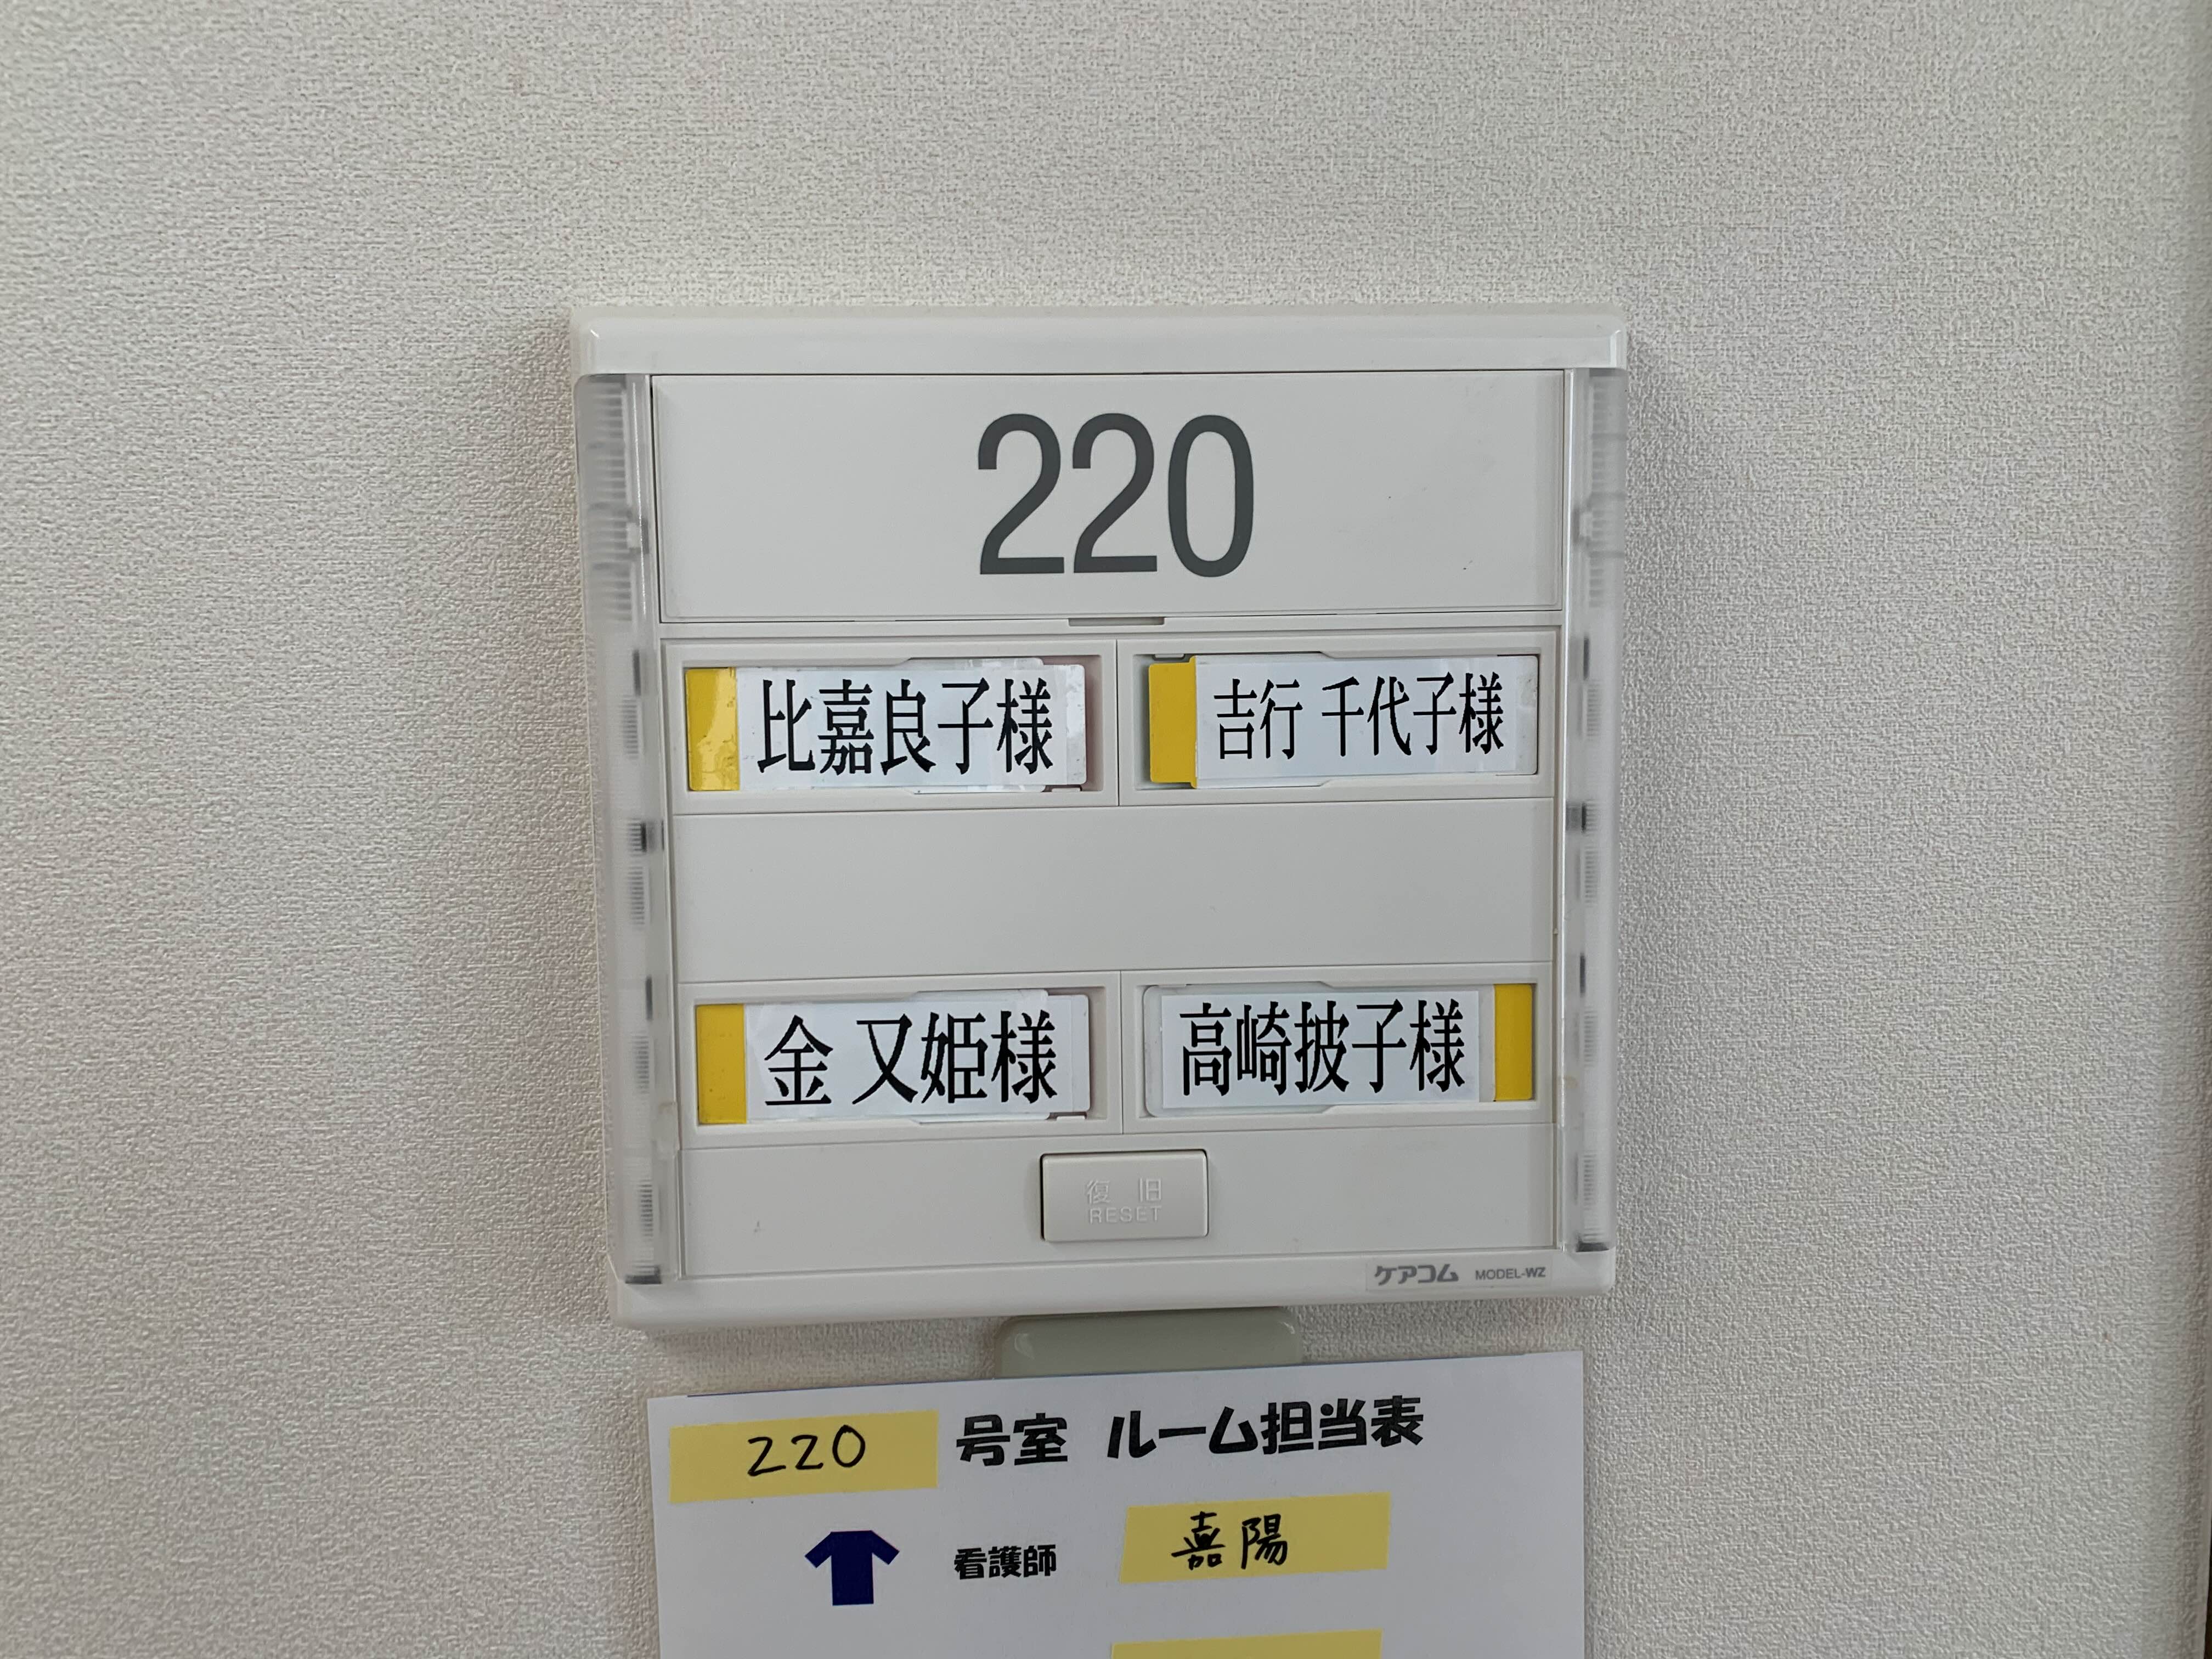 220
比嘉良子様
吉行 千代子様
金 又姫様
高崎披子様
復 旧
RESET
ケアコム MODEL-WZ
220 号室 ルーム担当表
看護師 嘉陽